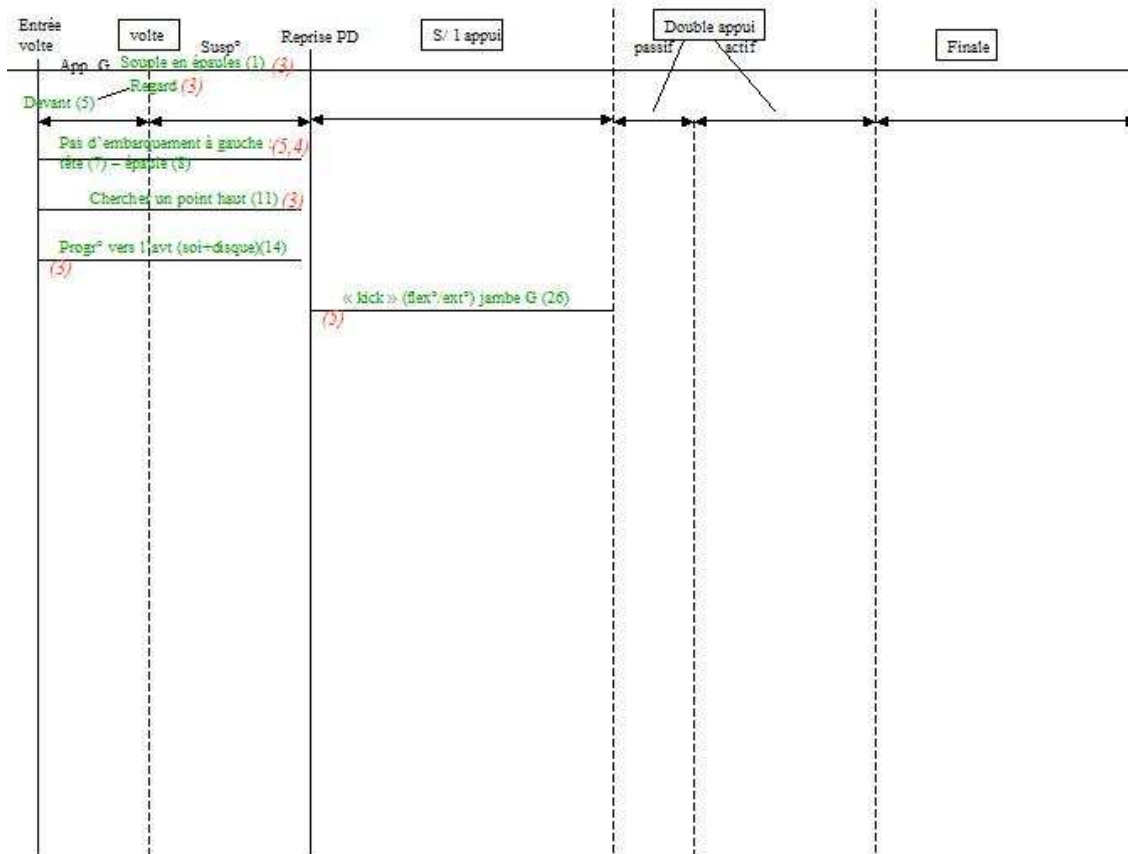 Entrée
volte
volte
Susp°
Reprise PD
S/ 1 appui
Double appui
passif
actif
Finale
App G
Souple en épaules (1) (3)
Regard (3)
Devant (5)
Pas d'embarquement à gauche : (5,4)
tête (7) – épaule (8)
Chercher un point haut (11) (3)
Progr° vers l'avt (soi+disque)(14)
(3)
« kick » (flex°/ext°) jambe G (26)
(5)